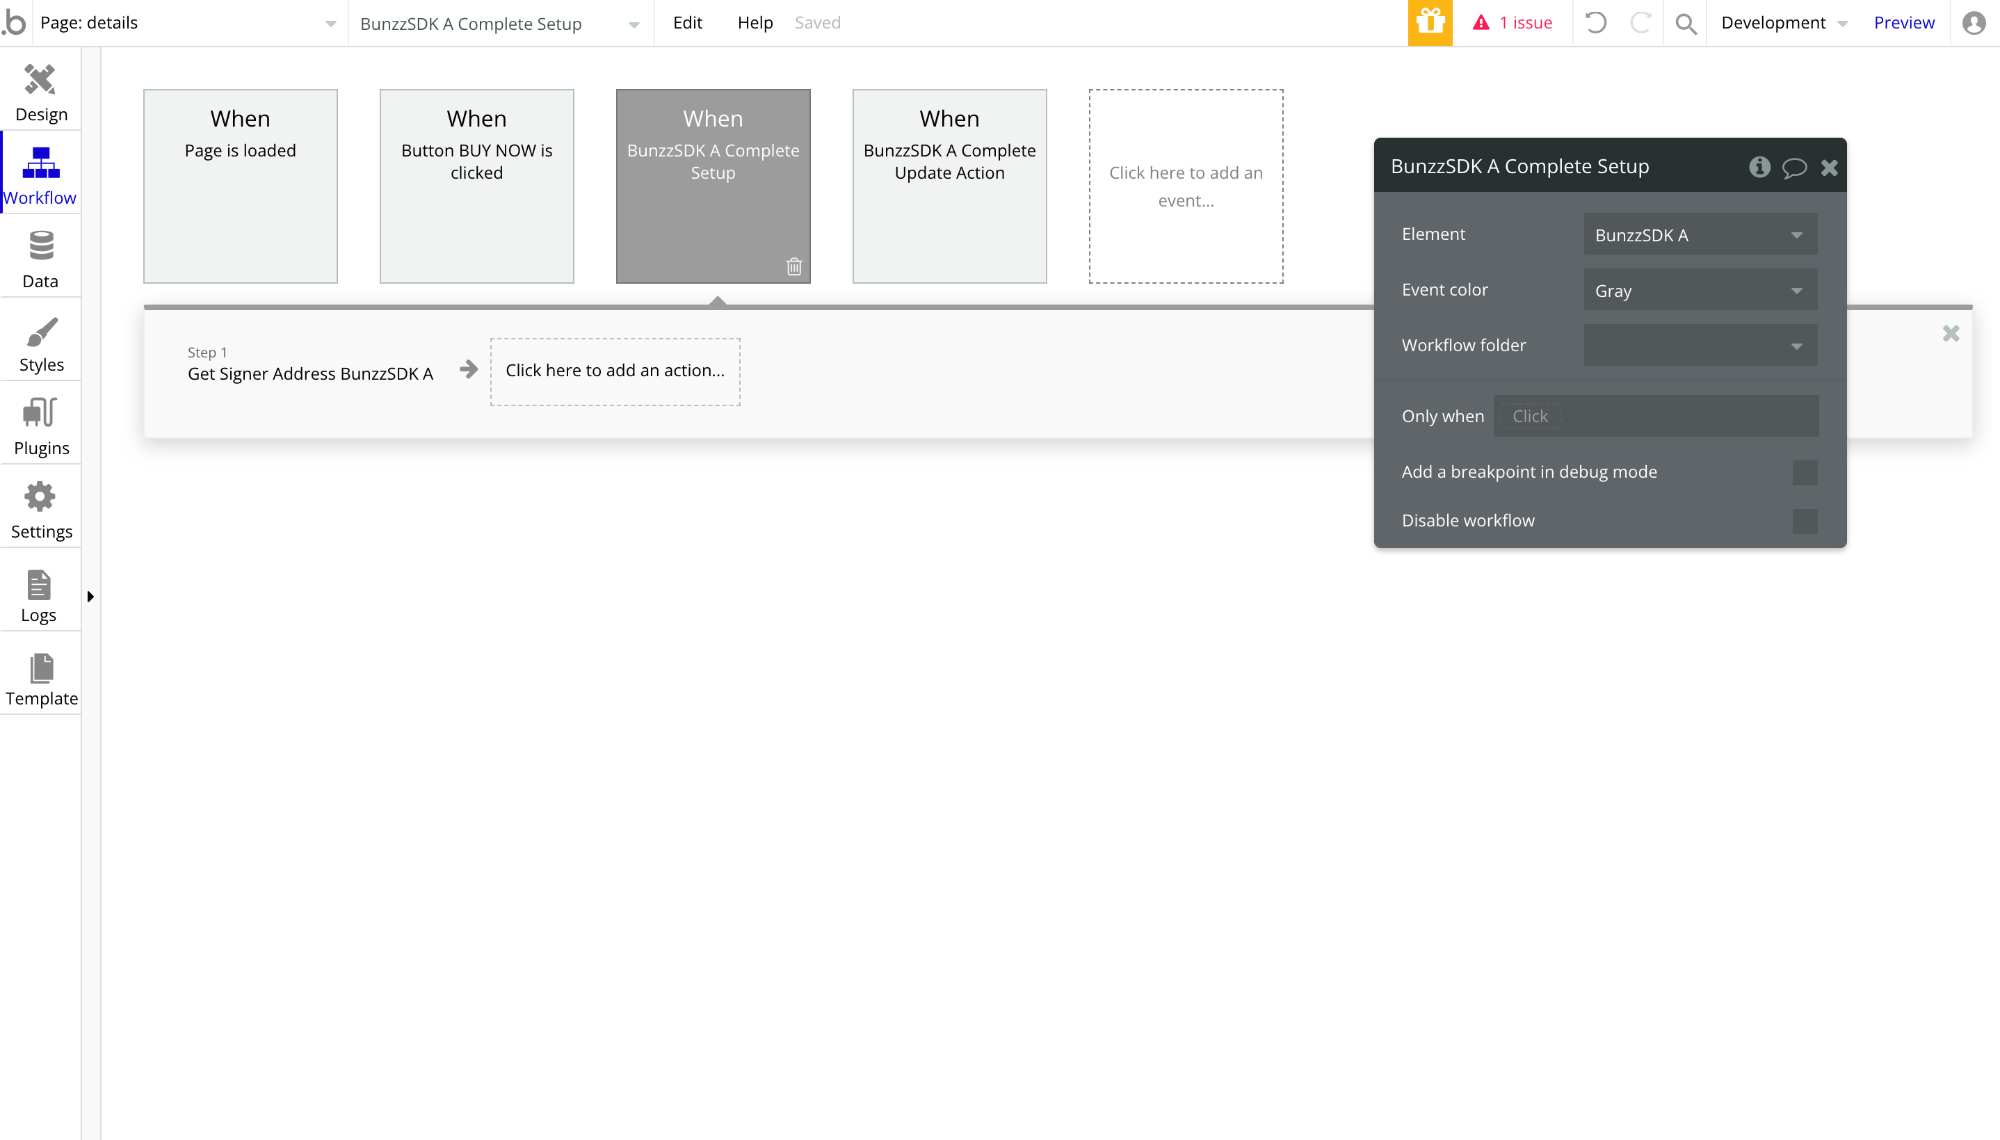 .b
Page: details
BunzzSDK A Complete Setup
Edit
Help
Saved
1 issue
Development
Preview
Design
Workflow
Data
Styles
Plugins
Settings
Logs
Template
When
Page is loaded
When
Button BUY NOW is
clicked
When
BunzzSDK A Complete
Setup
When
BunzzSDK A Complete
Update Action
Click here to add an
event...
Step 1
Get Signer Address BunzzSDK A
Click here to add an action...
BunzzSDK A Complete Setup
Element
BunzzSDK A
Event color
Gray
Workflow folder
Only when
Click
Add a breakpoint in debug mode
Disable workflow